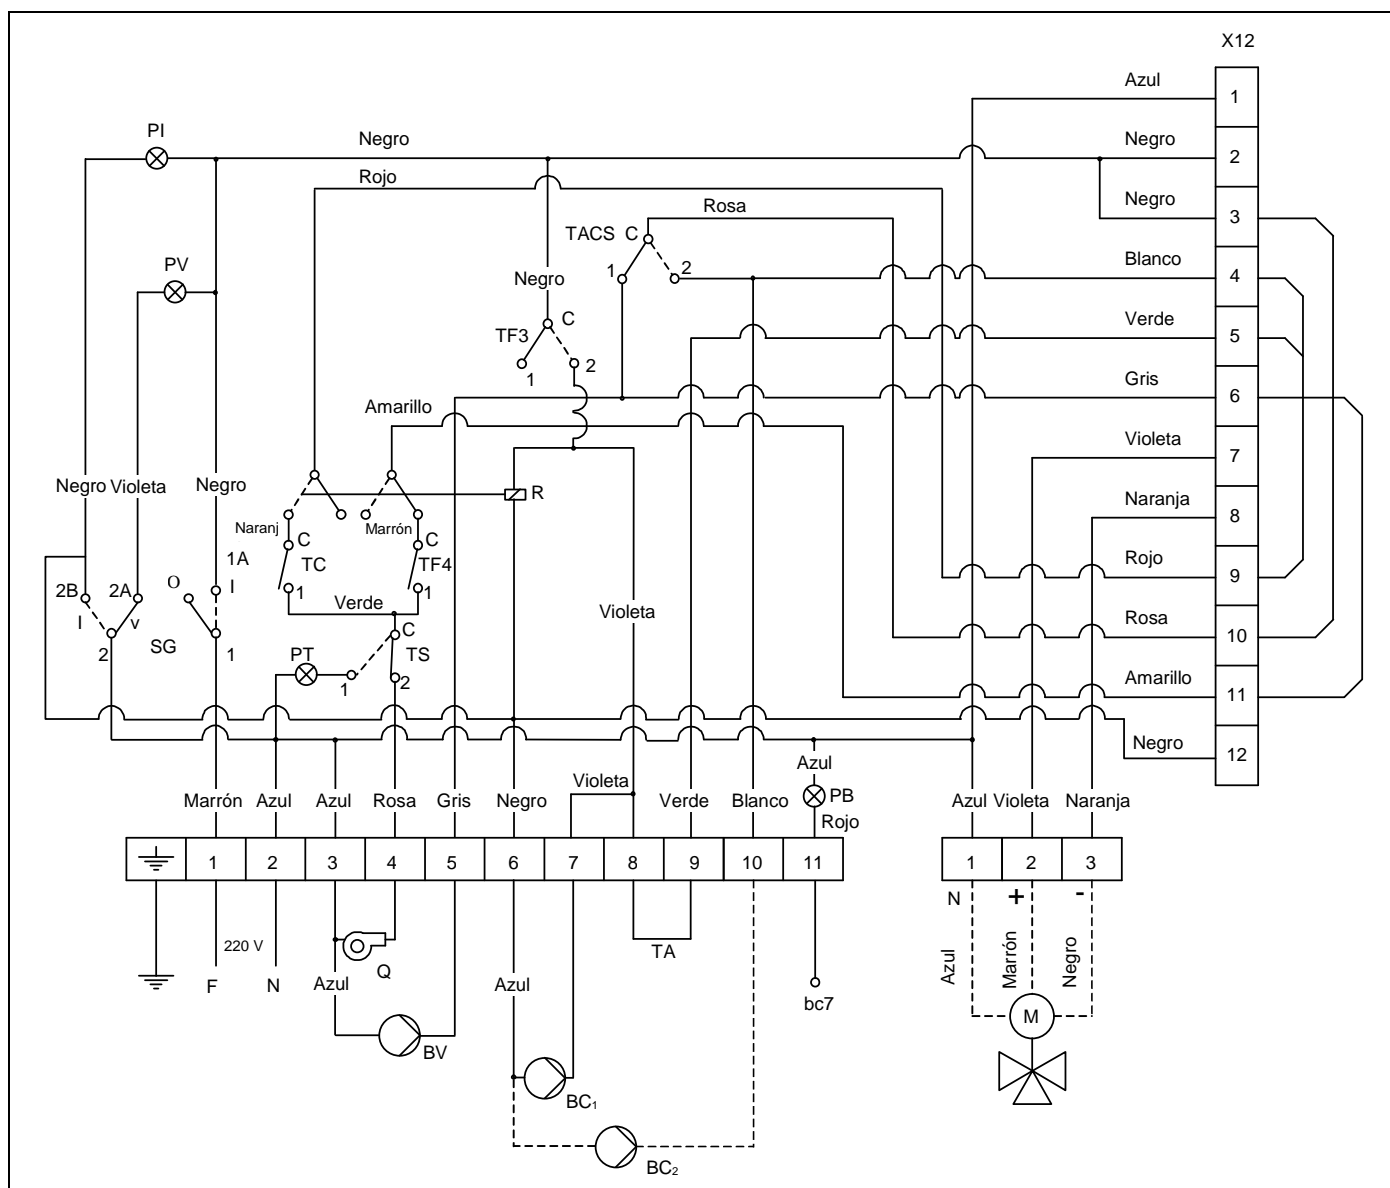 X12
Azul
1
PI
Negro
Negro
2
Rojo
Negro
3
Rosa
TACS C
1
2
PV
Blanco
4
Negro
TF3
C
1
2
Verde
5
Gris
6
Amarillo
Violeta
7
Negro
Violeta
Negro
R
Naranja
8
Naranj
Marrón
C
TC
1
C
TF4
1
1A
Rojo
9
2B
2A
O
I
I
v
2
SG
1
Verde
Violeta
Rosa
10
C
TS
PT
1
2
Amarillo
11
Negro
12
Azul
Violeta
PB
Rojo
Marrón
Azul
Azul
Rosa
Gris
Negro
Verde
Blanco
Azul
Violeta
Naranja
1
2
3
4
5
6
7
8
9
10
11
1
2
3
N
+
-
220 V
F
N
Azul
Q
Azul
TA
bc7
Azul
Marrón
Negro
M
BV
BC1
BC2